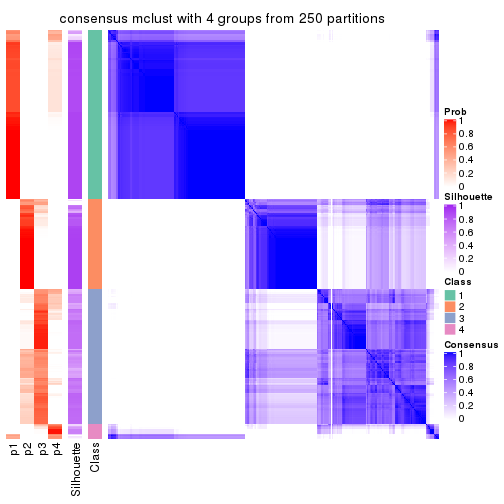 consensus mclust with 4 groups from 250 partitions
Prob
1
0.8
0.6
0.4
0.2
0
Silhouette
1
0.8
0.6
0.4
0.2
0
Class
1
2
3
4
Consensus
1
0.8
0.6
0.4
0.2
0
p1
p2
p3
p4
Silhouette
Class